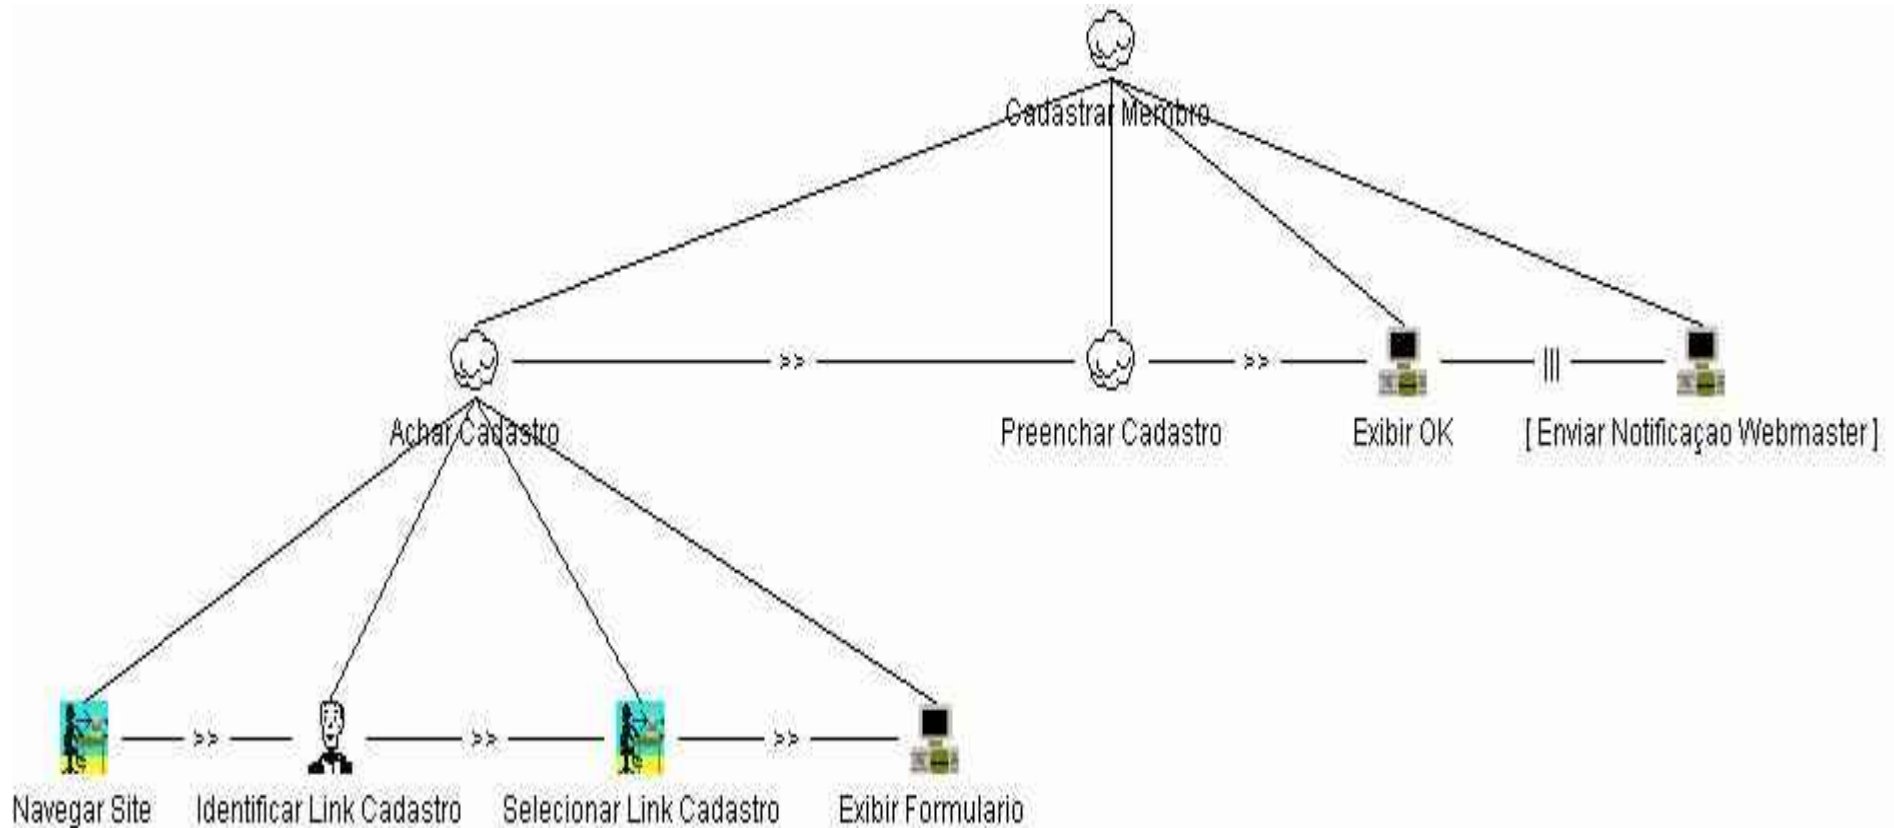 Cadastrar Membro
>>
>>
|||
Achar Cadastro
Preenchar Cadastro
Exibir OK
[ Enviar Notificaçao Webmaster ]
>>
>>
>>
Navegar Site
Identificar Link Cadastro
Selecionar Link Cadastro
Exibir Formulario